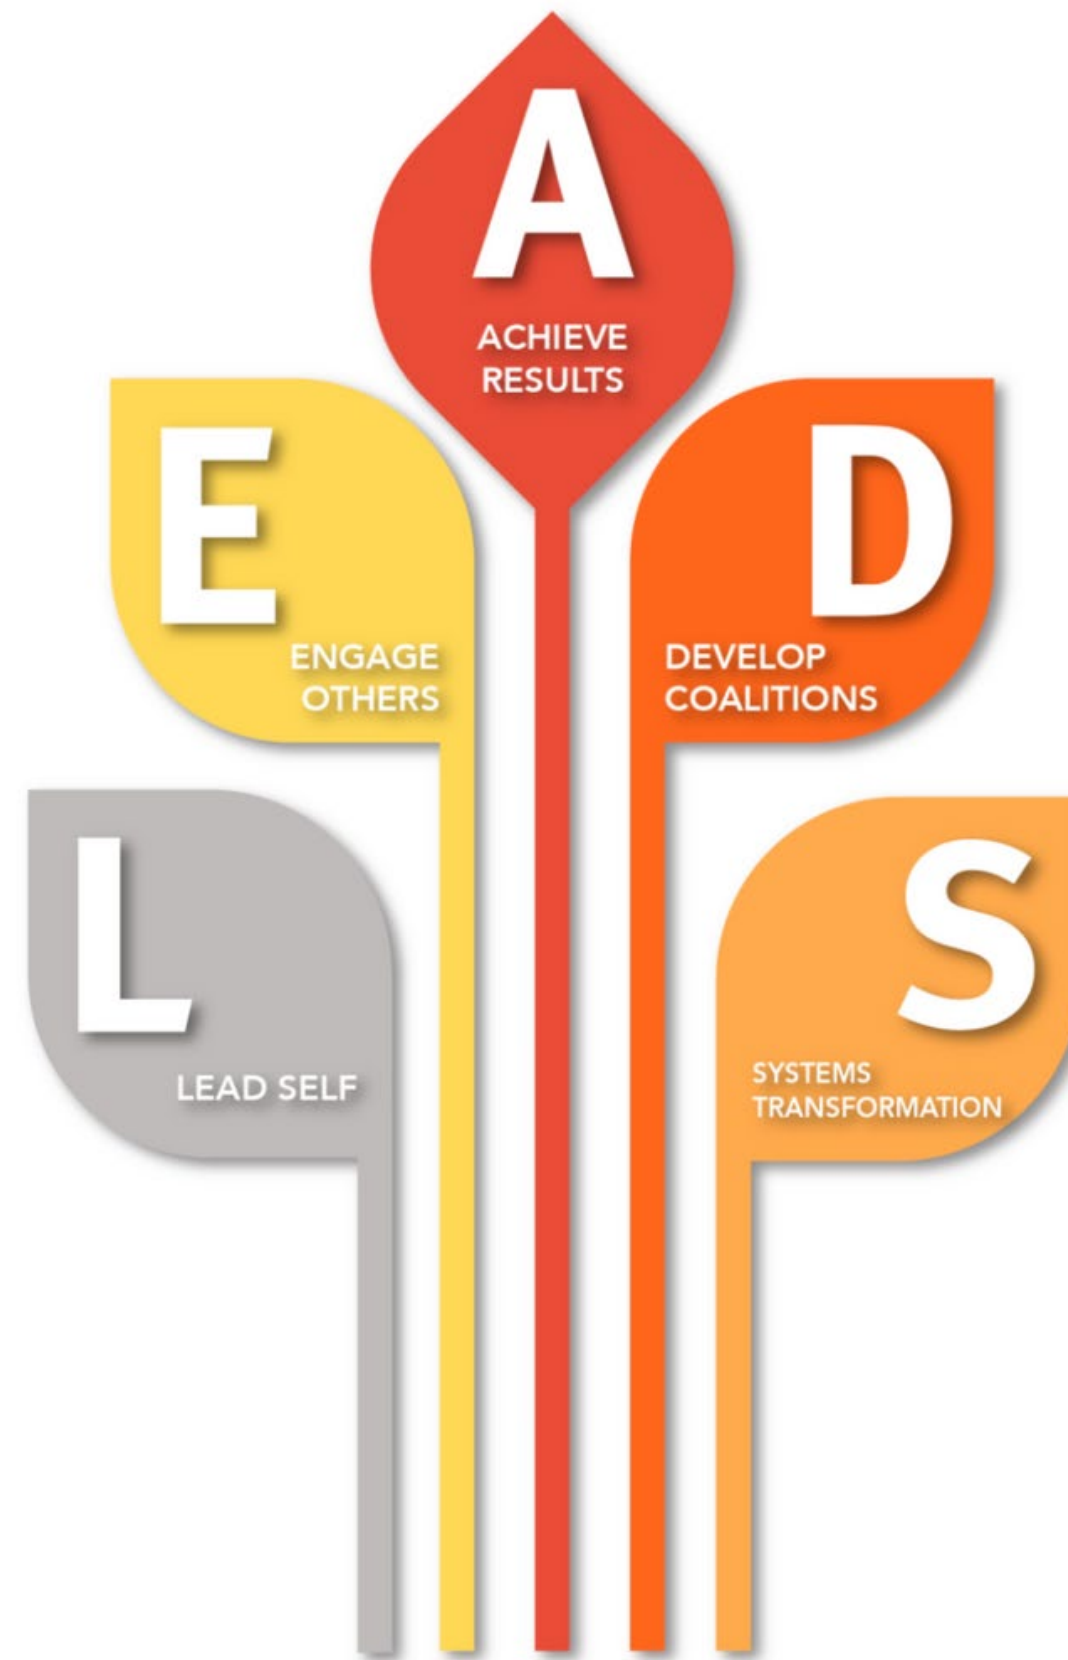 L
LEAD SELF
E
ENGAGE
OTHERS
A
ACHIEVE
RESULTS
D
DEVELOP
COALITIONS
S
SYSTEMS
TRANSFORMATION